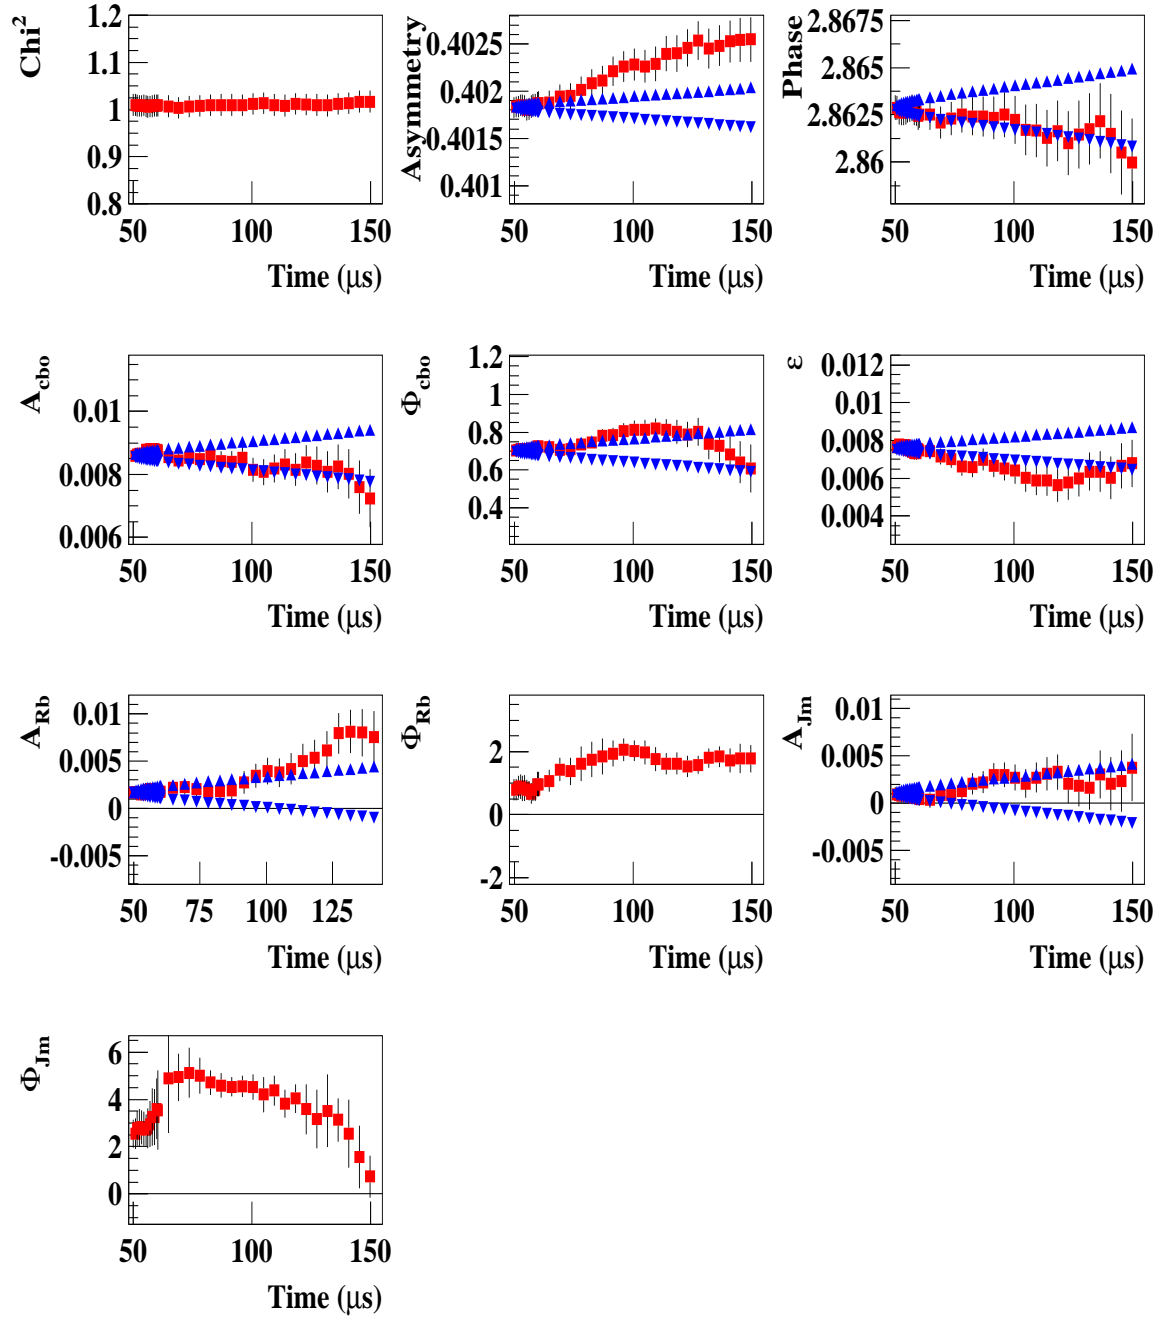 Chi²
1.2
1.1
1
0.9
0.8
50 100 150
Time (μs)
Asymmetry
0.4025
0.402
0.4015
0.401
50 100 150
Time (μs)
Phase
2.8675
2.865
2.8625
2.86
50 100 150
Time (μs)
A_cbo
0.01
0.008
0.006
50 100 150
Time (μs)
Φ_cbo
1.2
1
0.8
0.6
0.4
50 100 150
Time (μs)
ε
0.012
0.01
0.008
0.006
0.004
50 100 150
Time (μs)
A_Rb
0.01
0.005
0
-0.005
50 75 100 125
Time (μs)
Φ_Rb
2
0
-2
50 100 150
Time (μs)
A_Jm
0.01
0.005
0
-0.005
50 100 150
Time (μs)
Φ_Jm
6
4
2
0
50 100 150
Time (μs)